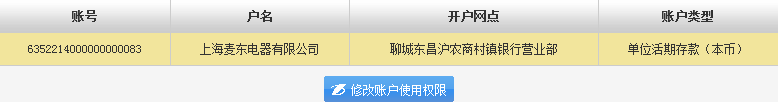 账号 户名 开户网点 账户类型
6352214000000000083 上海麦东电器有限公司 聊城东昌沪农商村镇银行营业部 单位活期存款（本币）
修改账户使用权限